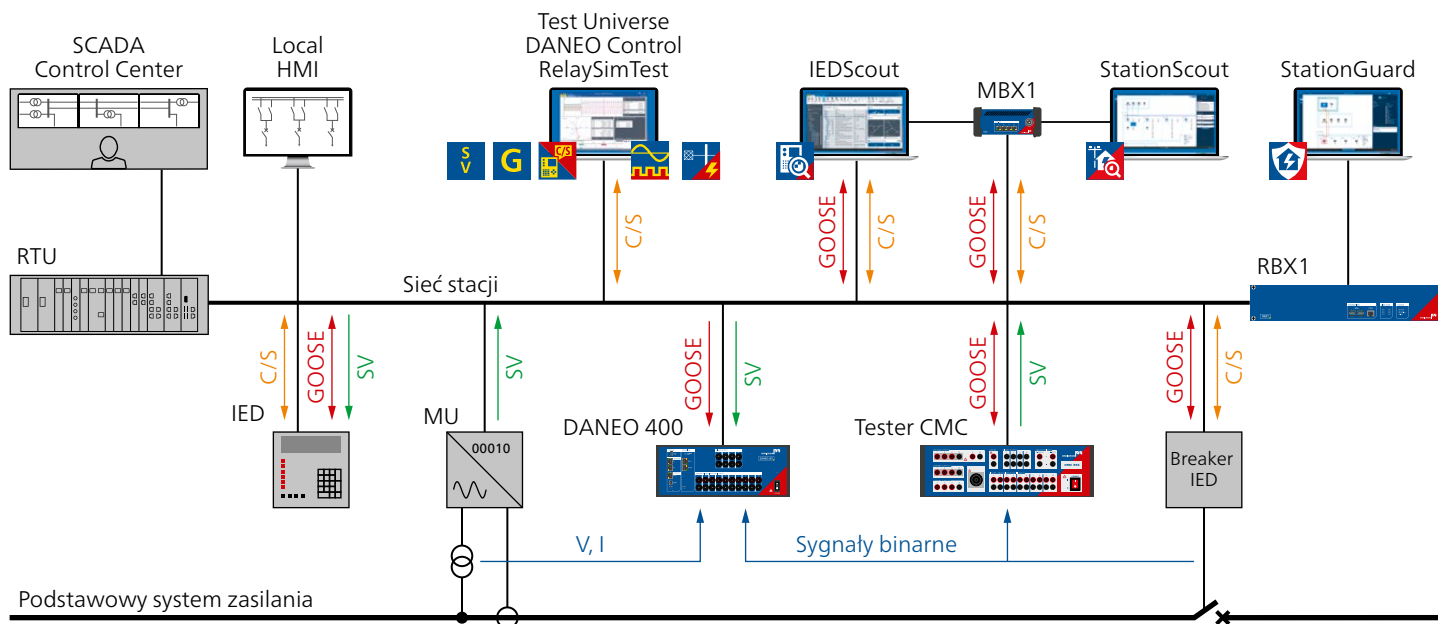 SCADA
Control Center
Local
HMI
Test Universe
DANEO Control
RelaySimTest
IEDScout
MBX1
StationScout
StationGuard
S
V
G
C/S
C/S
GOOSE
C/S
GOOSE
C/S
RTU
Sieć stacji
RBX1
C/S
GOOSE
SV
SV
GOOSE
SV
GOOSE
SV
GOOSE
C/S
IED
MU
DANEO 400
Tester CMC
00010
Breaker
IED
V, I
Sygnały binarne
Podstawowy system zasilania